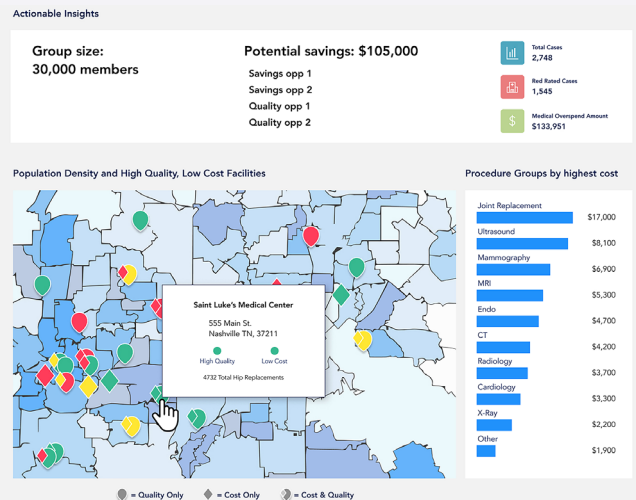 Actionable Insights
Group size:
30,000 members
Potential savings: $105,000
Savings opp 1
Savings opp 2
Quality opp 1
Quality opp 2
Total Cases
2,748
Red Rated Cases
1,545
Medical Overspend Amount
$133,951
Population Density and High Quality, Low Cost Facilities
Saint Luke's Medical Center
555 Main St.
Nashville TN, 37211
High Quality Low Cost
4732 Total Hip Replacements
= Quality Only = Cost Only = Cost & Quality
Procedure Groups by highest cost
Joint Replacement
$17,000
Ultrasound
$8,100
Mammography
$6,900
MRI
$5,300
Endo
$4,700
CT
$4,200
Radiology
$3,700
Cardiology
$3,300
X-Ray
$2,200
Other
$1,900